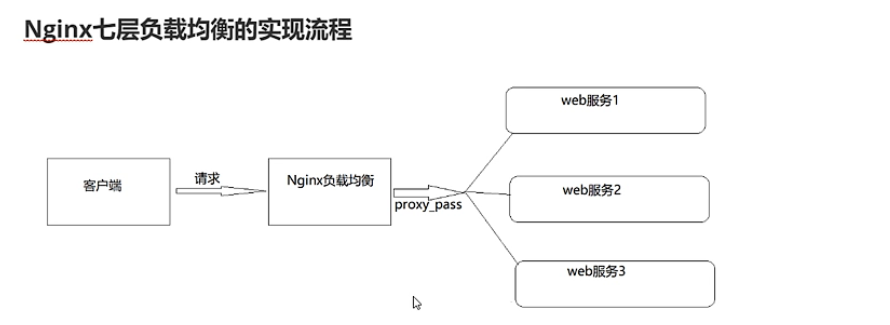 Nginx七层负载均衡的实现流程
web服务1
客户端
请求
Nginx负载均衡
proxy_pass
web服务2
web服务3